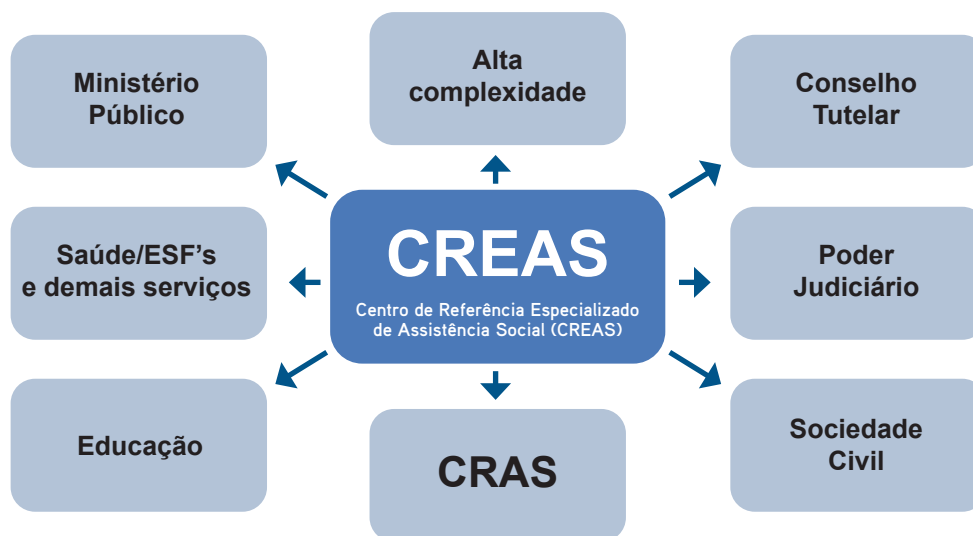 Ministério
Público
Alta
complexidade
Conselho
Tutelar
Saúde/ESF's
e demais serviços
CREAS
Centro de Referência Especializado
de Assistência Social (CREAS)
Poder
Judiciário
Educação
CRAS
Sociedade
Civil